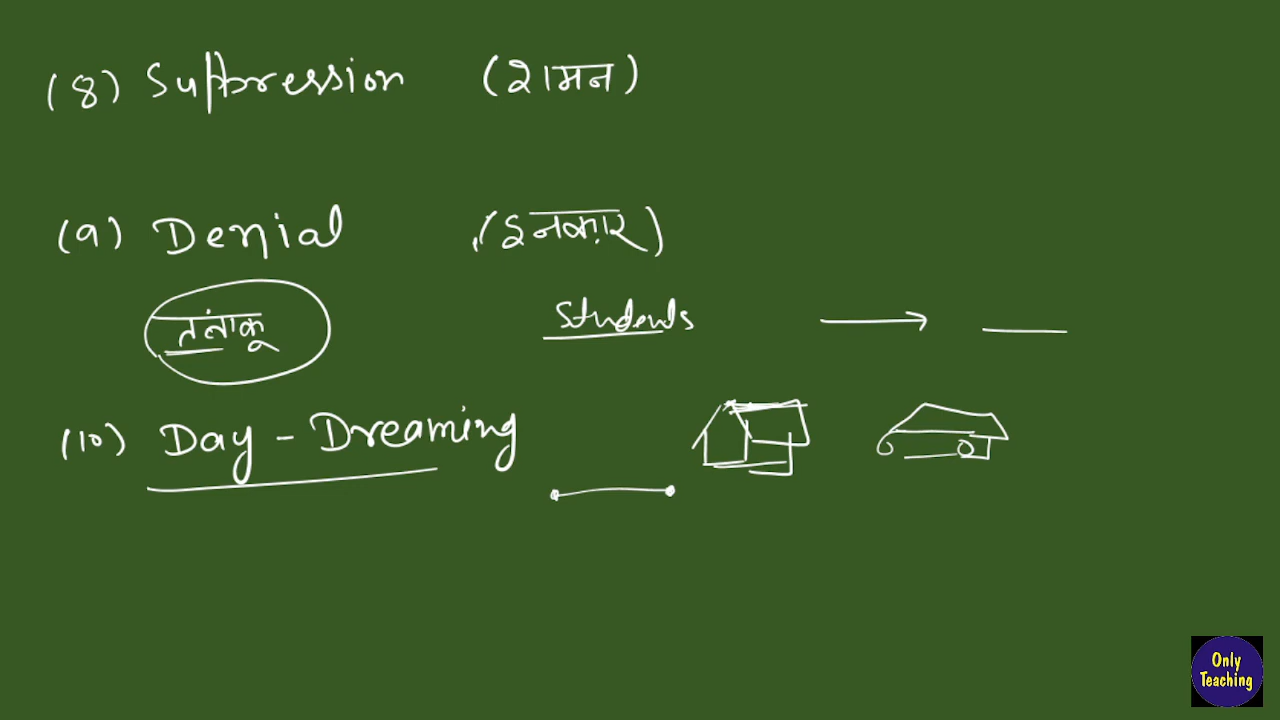 (8) Suppression (शमन)
(9) Denial (इनकार)
Students
(10) Day - Dreaming
Only
Teaching